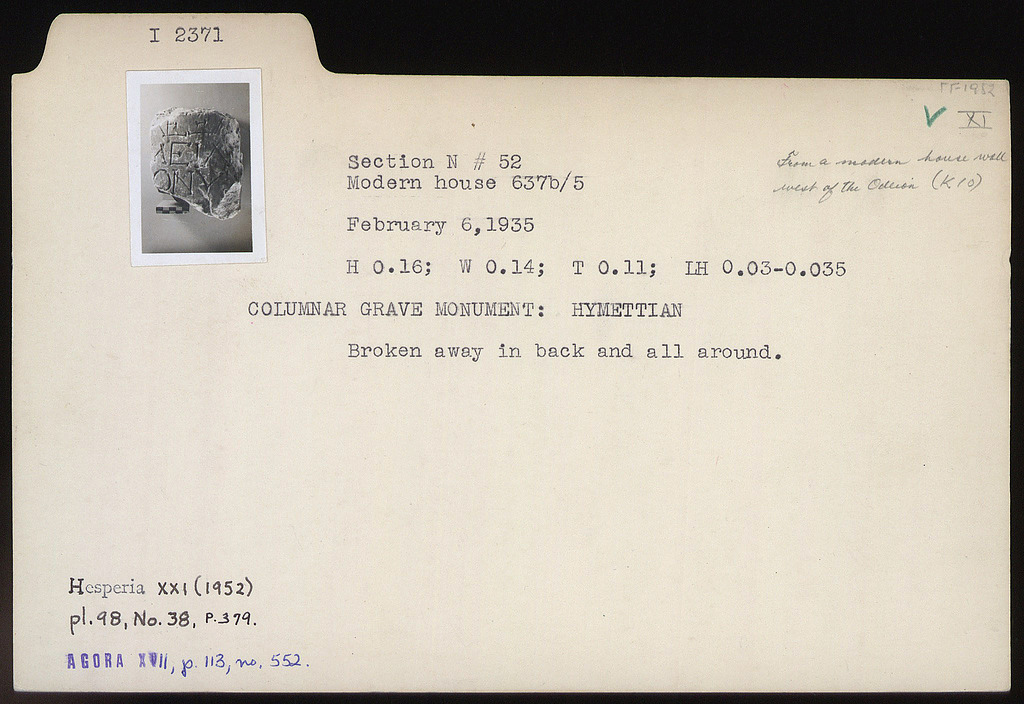 I 2371
ΓΓ-1952
✓ XI
Section N # 52
Modern house 637b/5
From a modern house wall
west of the Odeion (K10)
February 6,1935
H 0.16; W 0.14; T 0.11; LH 0.03-0.035
COLUMNAR GRAVE MONUMENT: HYMETTIAN
Broken away in back and all around.
Hesperia XXI (1952)
pl. 98, No. 38, P. 379.
AGORA XVII, p. 113, no. 552.